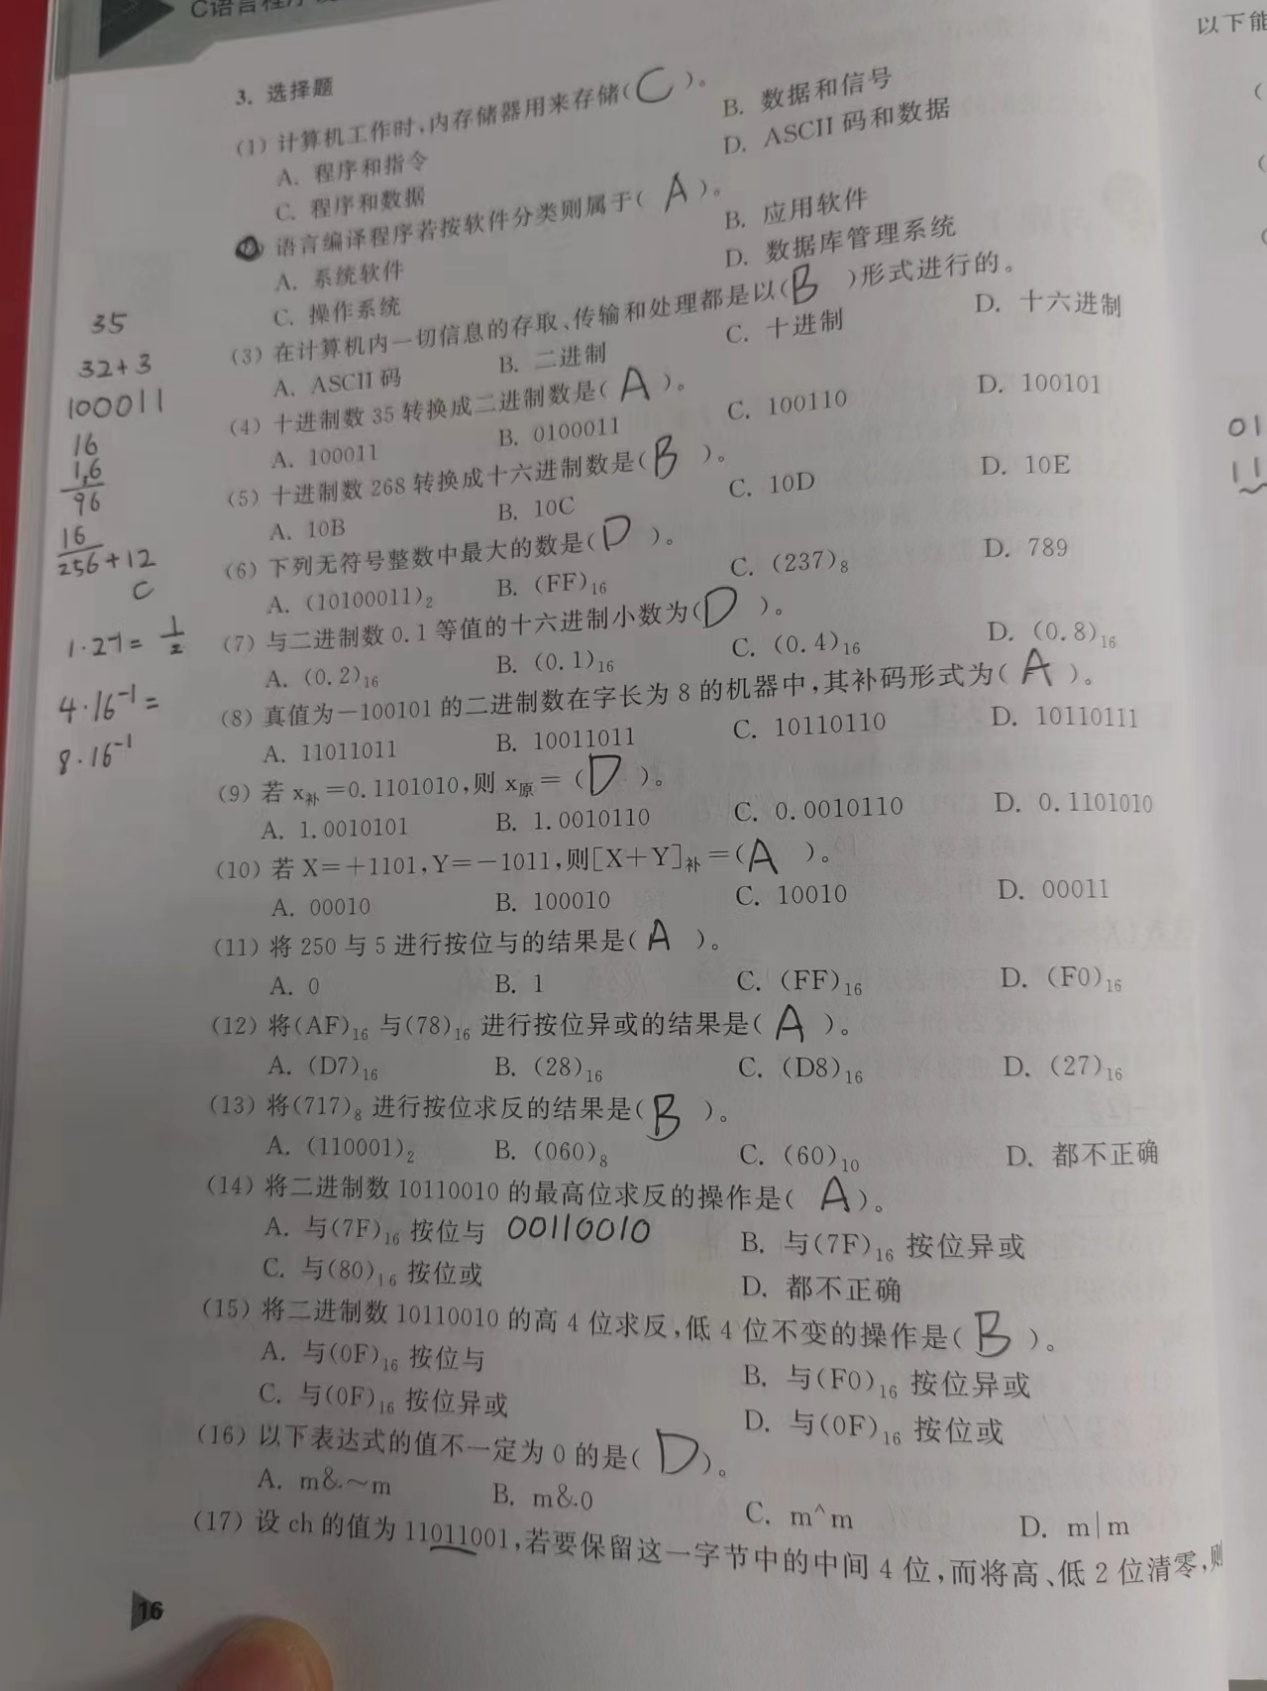 C语言程序
以下能
3. 选择题
(1) 计算机工作时,内存储器用来存储( C )。
A. 程序和指令 B. 数据和信号
C. 程序和数据 D. ASCII 码和数据
语言编译程序若按软件分类则属于( A )。
A. 系统软件 B. 应用软件
C. 操作系统 D. 数据库管理系统
(3) 在计算机内一切信息的存取、传输和处理都是以( B )形式进行的。
A. ASCII 码 B. 二进制 C. 十进制 D. 十六进制
(4) 十进制数 35 转换成二进制数是( A )。
A. 100011 B. 0100011 C. 100110 D. 100101
(5) 十进制数 268 转换成十六进制数是( B )。
A. 10B B. 10C C. 10D D. 10E
(6) 下列无符号整数中最大的数是( D )。
A. (10100011)₂ B. (FF)₁₆ C. (237)₈ D. 789
(7) 与二进制数 0.1 等值的十六进制小数为( D )。
A. (0.2)₁₆ B. (0.1)₁₆ C. (0.4)₁₆ D. (0.8)₁₆
(8) 真值为－100101 的二进制数在字长为 8 的机器中,其补码形式为( A )。
A. 11011011 B. 10011011 C. 10110110 D. 10110111
(9) 若 x补＝0.1101010,则 x原＝( D )。
A. 1.0010101 B. 1.0010110 C. 0.0010110 D. 0.1101010
(10) 若 X＝＋1101,Y＝－1011,则[X＋Y]补＝( A )。
A. 00010 B. 100010 C. 10010 D. 00011
(11) 将 250 与 5 进行按位与的结果是( A )。
A. 0 B. 1 C. (FF)₁₆ D. (F0)₁₆
(12) 将(AF)₁₆ 与(78)₁₆ 进行按位异或的结果是( A )。
A. (D7)₁₆ B. (28)₁₆ C. (D8)₁₆ D. (27)₁₆
(13) 将(717)₈ 进行按位求反的结果是( B )。
A. (110001)₂ B. (060)₈ C. (60)₁₀ D. 都不正确
(14) 将二进制数 10110010 的最高位求反的操作是( A )。
A. 与(7F)₁₆ 按位与 00110010 B. 与(7F)₁₆ 按位异或
C. 与(80)₁₆ 按位或 D. 都不正确
(15) 将二进制数 10110010 的高 4 位求反,低 4 位不变的操作是( B )。
A. 与(0F)₁₆ 按位与 B. 与(F0)₁₆ 按位异或
C. 与(0F)₁₆ 按位异或 D. 与(0F)₁₆ 按位或
(16) 以下表达式的值不一定为 0 的是( D )。
A. m&~m B. m&0 C. m^m D. m|m
(17) 设 ch 的值为 11011001,若要保留这一字节中的中间 4 位,而将高、低 2 位清零,则
16
35
32+3
100011
16
16
96
16
256+12
C
1·2⁻¹= 1/2
4·16⁻¹=
8·16⁻¹
01
11